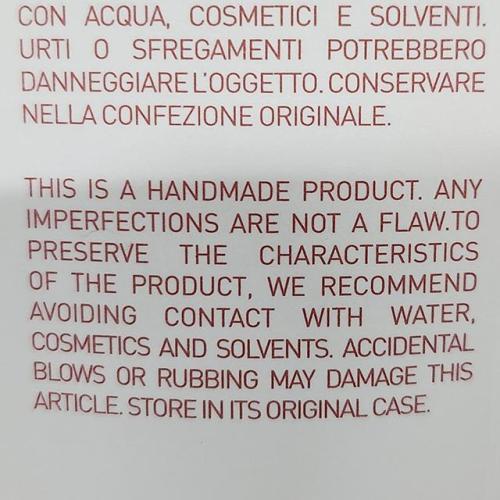 CON ACQUA, COSMETICI E SOLVENTI.
URTI O SFREGAMENTI POTREBBERO
DANNEGGIARE L'OGGETTO. CONSERVARE
NELLA CONFEZIONE ORIGINALE.
THIS IS A HANDMADE PRODUCT. ANY
IMPERFECTIONS ARE NOT A FLAW.TO
PRESERVE THE CHARACTERISTICS
OF THE PRODUCT, WE RECOMMEND
AVOIDING CONTACT WITH WATER,
COSMETICS AND SOLVENTS. ACCIDENTAL
BLOWS OR RUBBING MAY DAMAGE THIS
ARTICLE. STORE IN ITS ORIGINAL CASE.